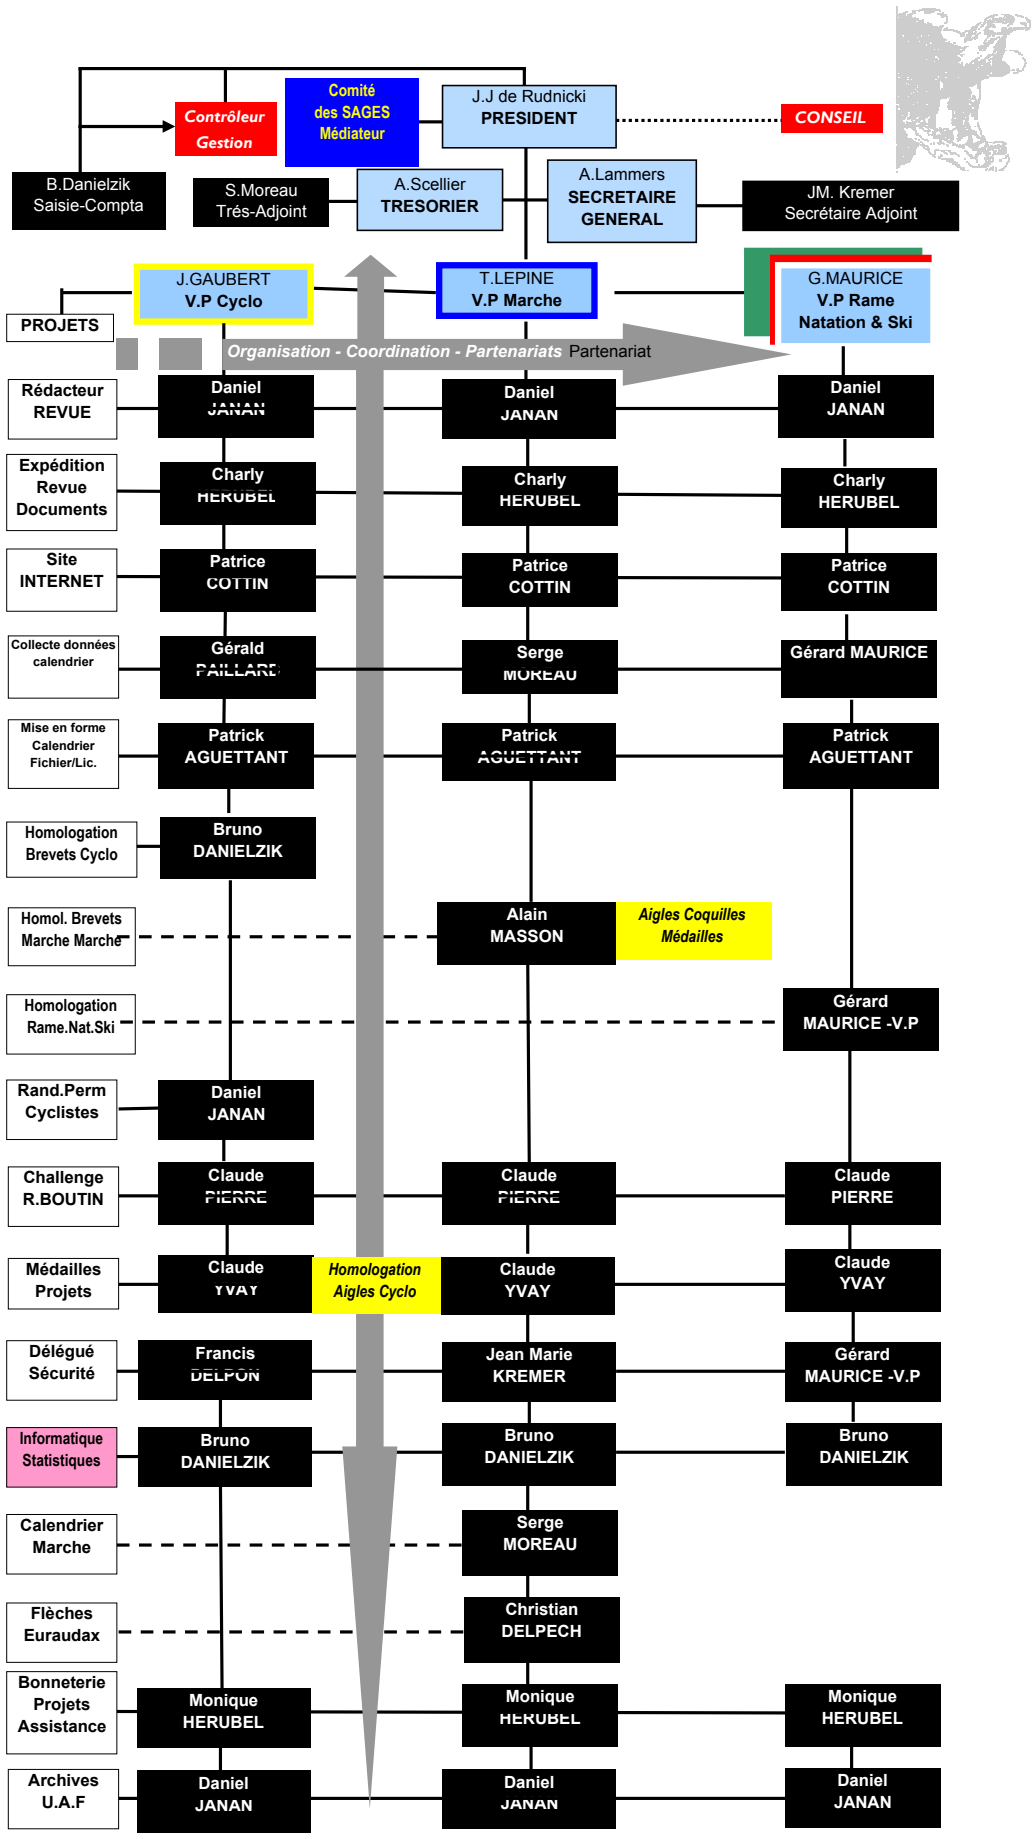 Comité
des SAGES
Médiateur
J.J de Rudnicki
PRESIDENT
Contrôleur
Gestion
CONSEIL
B.Danielzik
Saisie-Compta
S.Moreau
Trés-Adjoint
A.Scellier
TRESORIER
A.Lammers
SECRETAIRE
GENERAL
JM. Kremer
Secrétaire Adjoint
J.GAUBERT
V.P Cyclo
T.LEPINE
V.P Marche
G.MAURICE
V.P Rame
Natation & Ski
PROJETS
Organisation - Coordination - Partenariats Partenariat
Rédacteur
REVUE
Daniel
JANAN
Daniel
JANAN
Daniel
JANAN
Expédition
Revue
Documents
Charly
HERUBEL
Charly
HERUBEL
Charly
HERUBEL
Site
INTERNET
Patrice
COTTIN
Patrice
COTTIN
Patrice
COTTIN
Collecte données
calendrier
Gérald
PAILLARD
Serge
MOREAU
Gérard MAURICE
Mise en forme
Calendrier
Fichier/Lic.
Patrick
AGUETTANT
Patrick
AGUETTANT
Patrick
AGUETTANT
Homologation
Brevets Cyclo
Bruno
DANIELZIK
Homol. Brevets
Marche Marche
Alain
MASSON
Aigles Coquilles
Médailles
Homologation
Rame.Nat.Ski
Gérard
MAURICE -V.P
Rand.Perm
Cyclistes
Daniel
JANAN
Challenge
R.BOUTIN
Claude
PIERRE
Claude
PIERRE
Claude
PIERRE
Médailles
Projets
Claude
YVAY
Homologation
Aigles Cyclo
Claude
YVAY
Claude
YVAY
Délégué
Sécurité
Francis
DELPON
Jean Marie
KREMER
Gérard
MAURICE -V.P
Informatique
Statistiques
Bruno
DANIELZIK
Bruno
DANIELZIK
Bruno
DANIELZIK
Calendrier
Marche
Serge
MOREAU
Flèches
Euraudax
Christian
DELPECH
Bonneterie
Projets
Assistance
Monique
HERUBEL
Monique
HERUBEL
Monique
HERUBEL
Archives
U.A.F
Daniel
JANAN
Daniel
JANAN
Daniel
JANAN